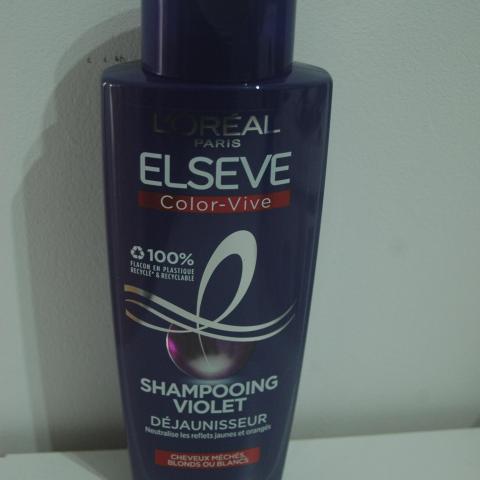 L'ORÉAL
PARIS
ELSEVE
Color-Vive
100%
FLACON EN PLASTIQUE
RECYCLÉ* & RECYCLABLE
SHAMPOOING
VIOLET
DÉJAUNISSEUR
Neutralise les reflets jaunes et orangés
CHEVEUX MÉCHÉS,
BLONDS OU BLANCS